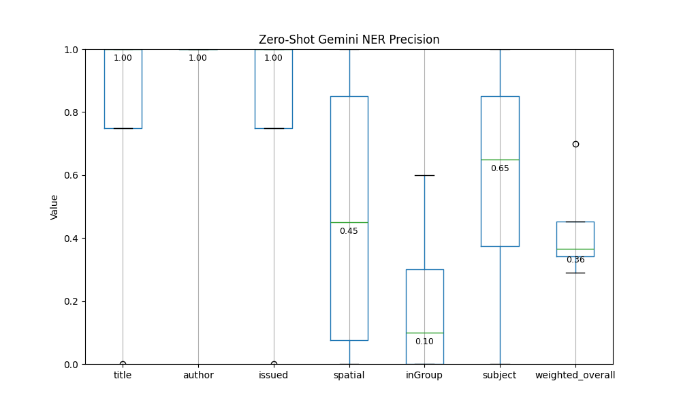 Zero-Shot Gemini NER Precision
Value
1.0
0.8
0.6
0.4
0.2
0.0
1.00
1.00
1.00
0.45
0.10
0.65
0.36
title
author
issued
spatial
inGroup
subject
weighted_overall